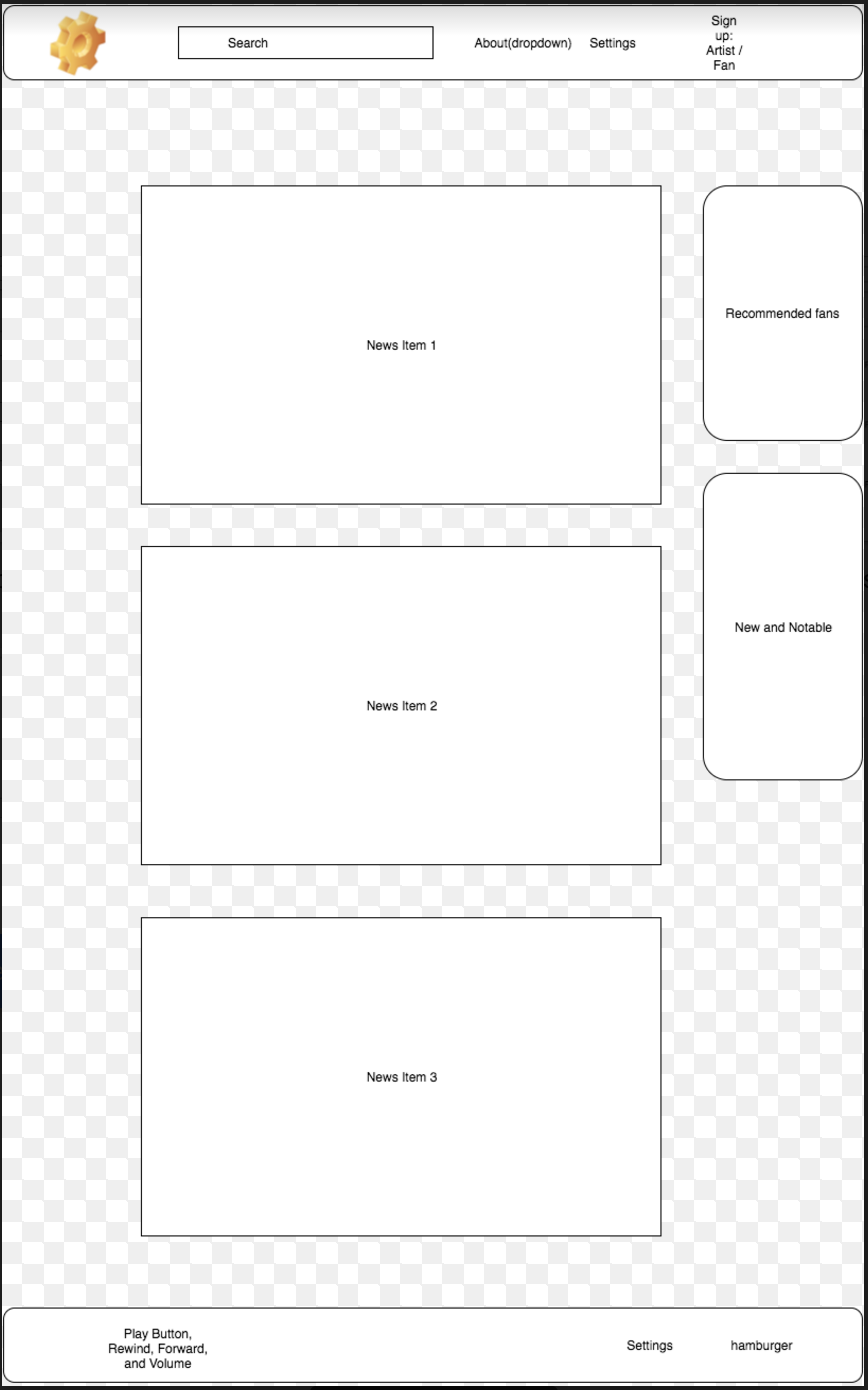 Search
About(dropdown)
Settings
Sign
up:
Artist /
Fan
News Item 1
Recommended fans
News Item 2
New and Notable
News Item 3
Play Button,
Rewind, Forward,
and Volume
Settings
hamburger